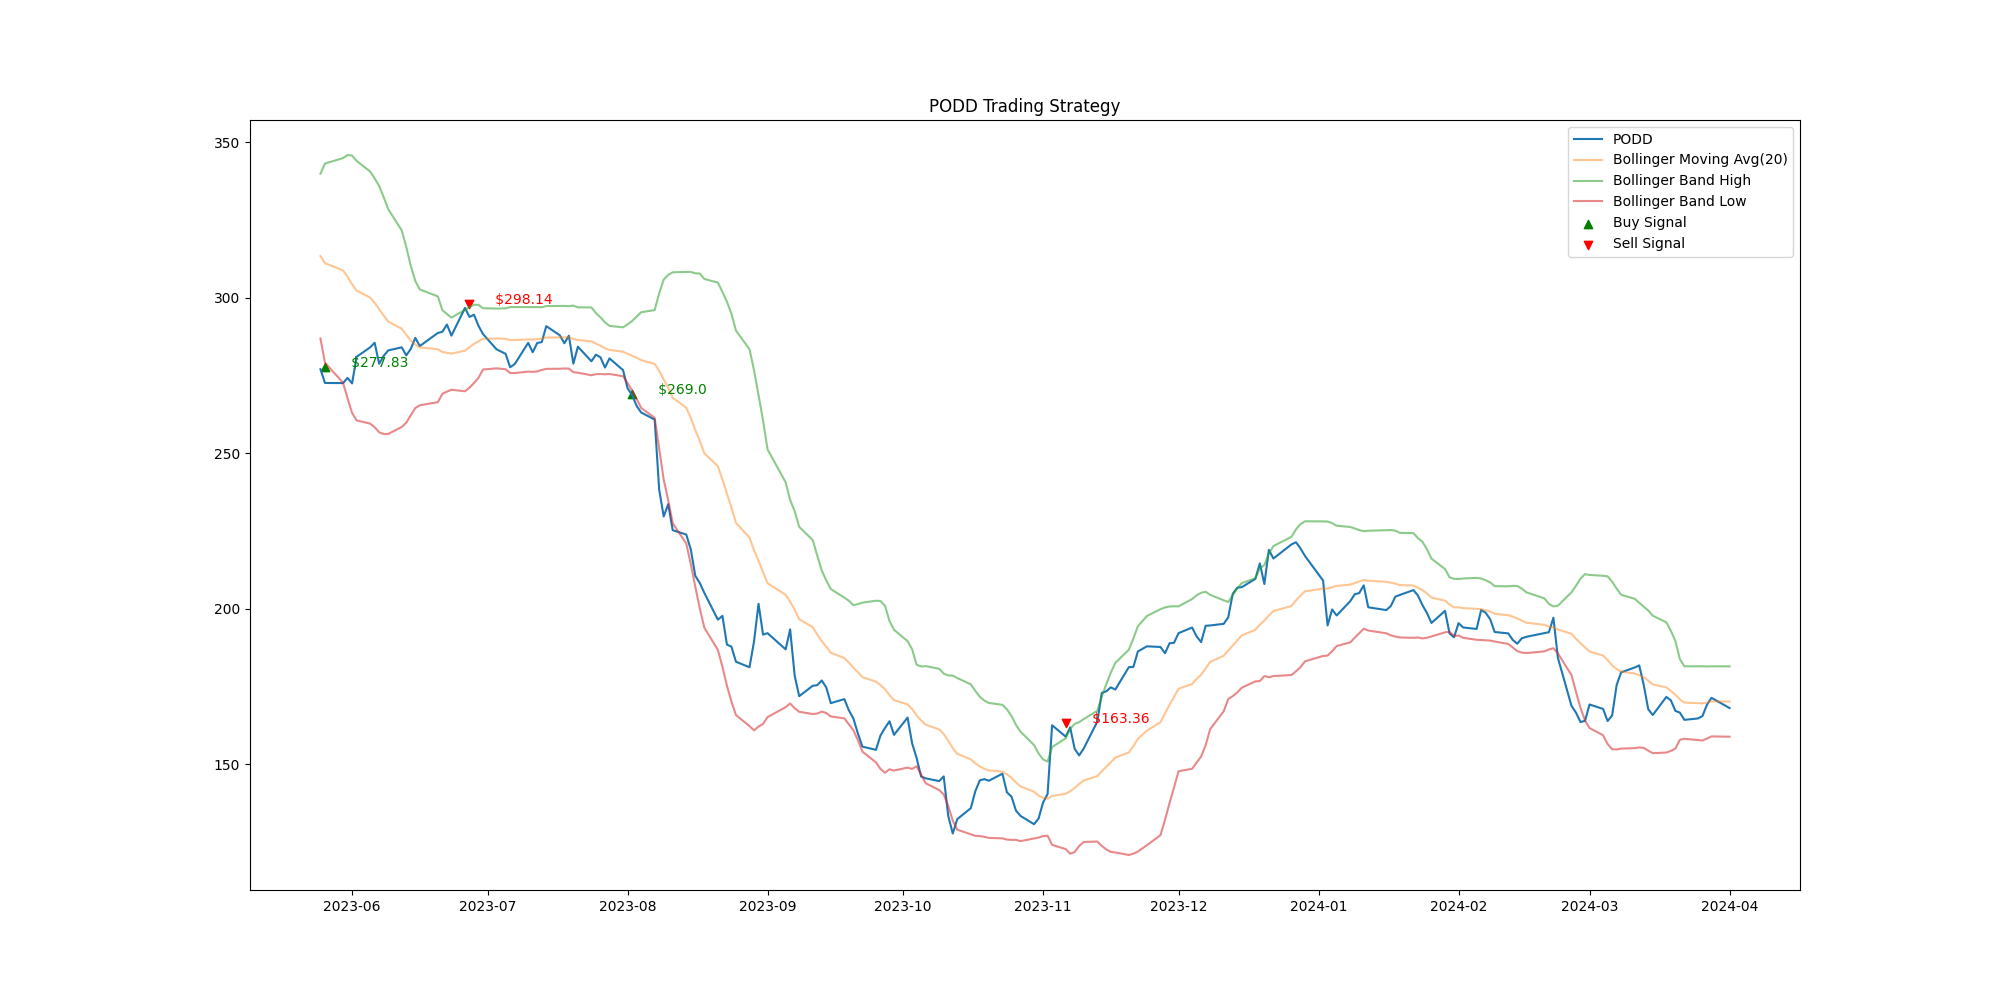 PODD Trading Strategy
350
300
250
200
150
PODD
Bollinger Moving Avg(20)
Bollinger Band High
Bollinger Band Low
Buy Signal
Sell Signal
$298.14
$277.83
$269.0
$163.36
2023-06
2023-07
2023-08
2023-09
2023-10
2023-11
2023-12
2024-01
2024-02
2024-03
2024-04